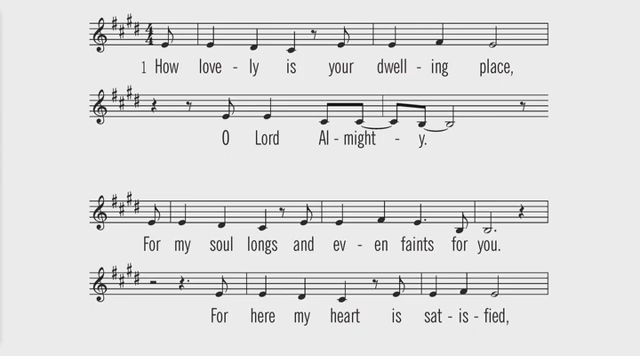 1 How love - ly is your dwell - ing place,
O Lord Al - might - y.
For my soul longs and ev - en faints for you.
For here my heart is sat - is - fied,